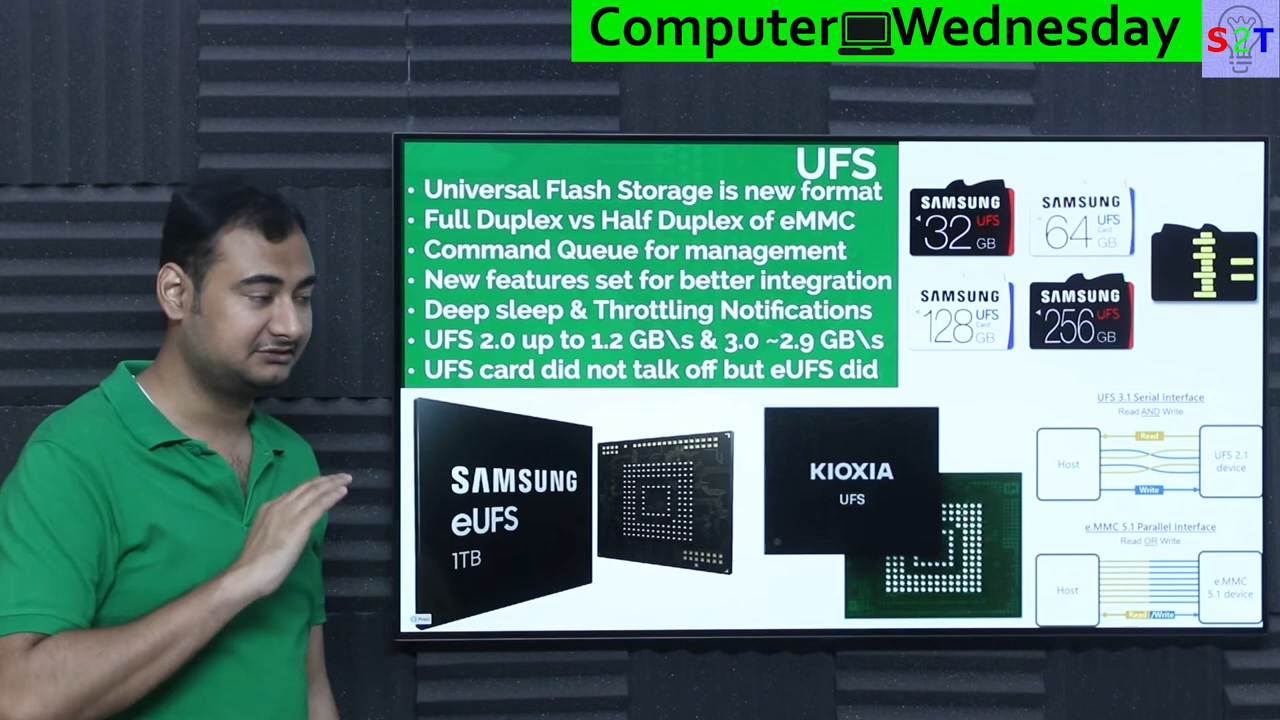 Computer Wednesday
S2T
UFS
• Universal Flash Storage is new format
• Full Duplex vs Half Duplex of eMMC
• Command Queue for management
• New features set for better integration
• Deep sleep & Throttling Notifications
• UFS 2.0 up to 1.2 GB\s & 3.0 ~2.9 GB\s
• UFS card did not talk off but eUFS did
SAMSUNG
UFS
32
GB
SAMSUNG
64
UFS
Card
GB
SAMSUNG
128
UFS
Card
GB
SAMSUNG
256
UFS
GB
SAMSUNG
eUFS
1TB
KIOXIA
UFS
UFS 3.1 Serial Interface
Read AND Write
Read
Host
UFS 2.1
device
Write
e.MMC 5.1 Parallel Interface
Read OR Write
Host
e.MMC
5.1 device
Read/Write